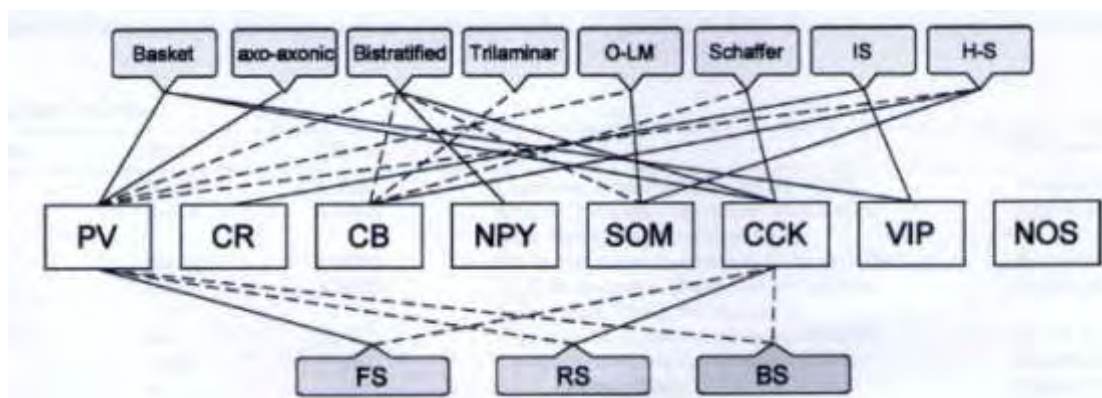 Basket axo-axonic Bistratified Trilaminar O-LM Schaffer IS H-S
PV CR CB NPY SOM CCK VIP NOS
FS RS BS